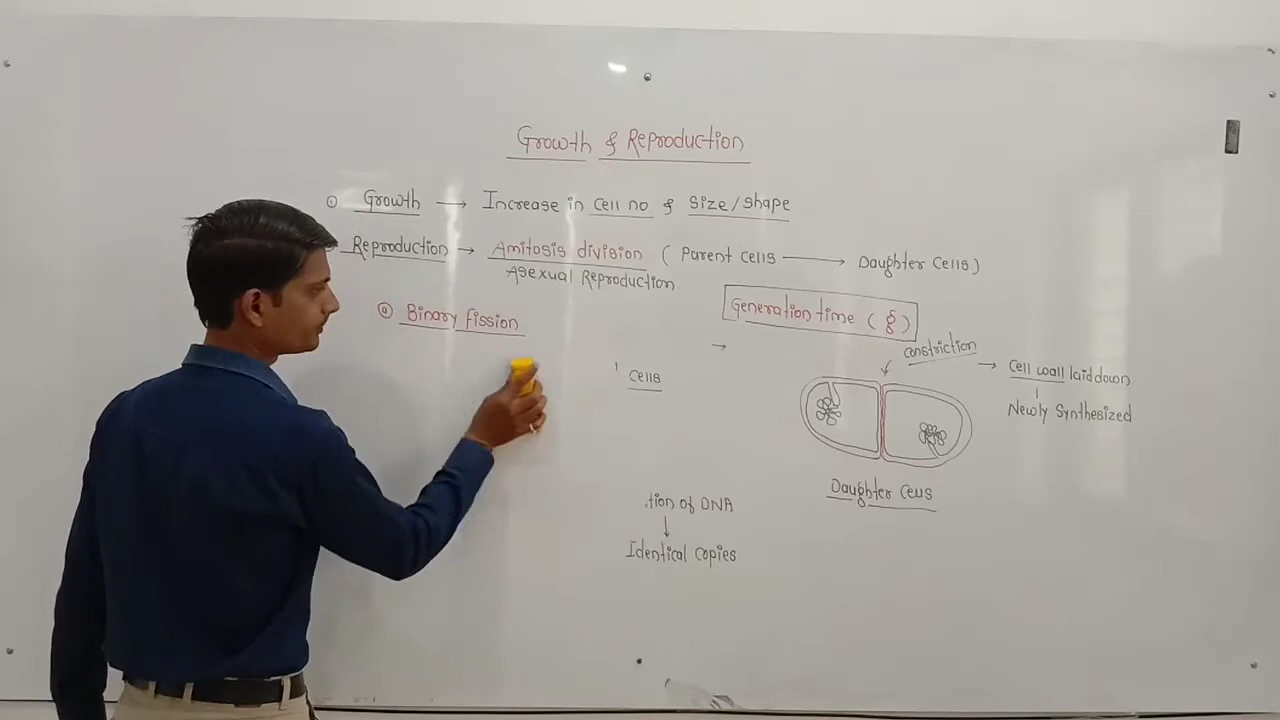 Growth & Reproduction
① Growth → Increase in cell no & size/shape
Reproduction → Amitosis division ( Parent cells → Daughter cells)
Asexual Reproduction
Generation time ( g )
ⓐ Binary fission
constriction
→ Cell wall laid down
Newly Synthesized
Cells
Daughter cells
tion of DNA
↓
Identical copies